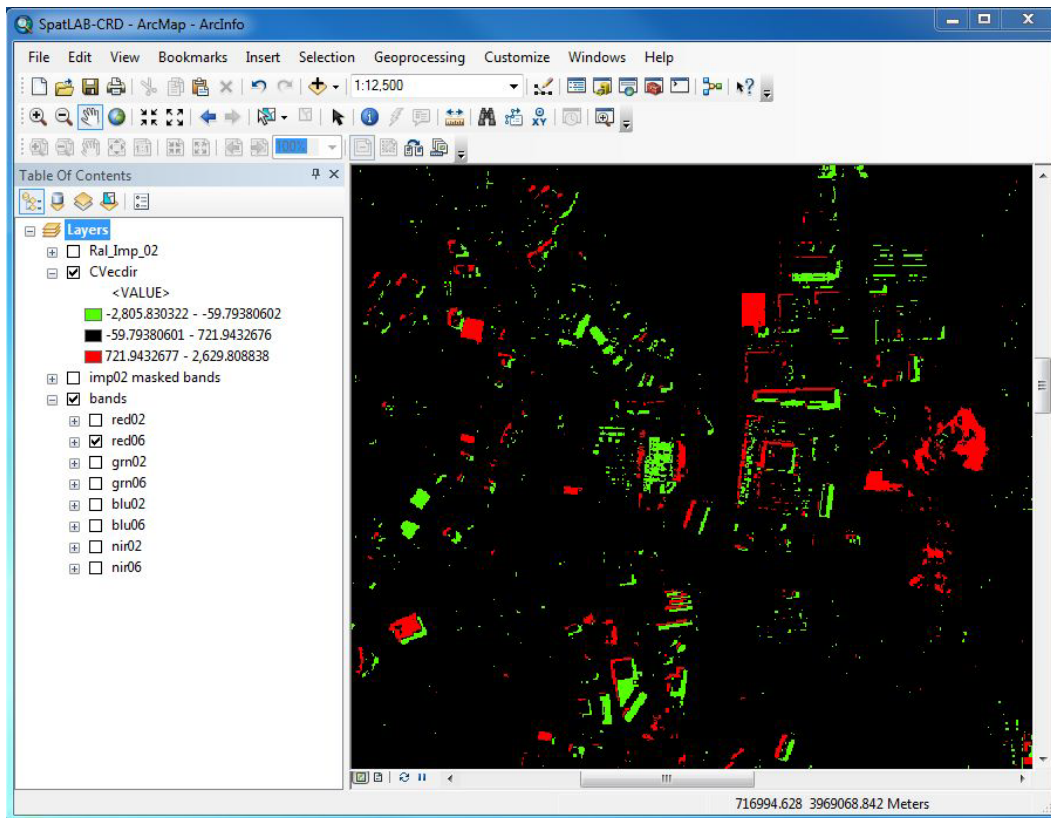 SpatLAB-CRD - ArcMap - ArcInfo
File Edit View Bookmarks Insert Selection Geoprocessing Customize Windows Help
1:12,500
XY
100%
Table Of Contents
Layers
Ral_Imp_02
CVecdir
<VALUE>
-2,805.830322 - -59.79380602
-59.79380601 - 721.9432676
721.9432677 - 2,629.808838
imp02 masked bands
bands
red02
red06
grn02
grn06
blu02
blu06
nir02
nir06
716994.628 3969068.842 Meters